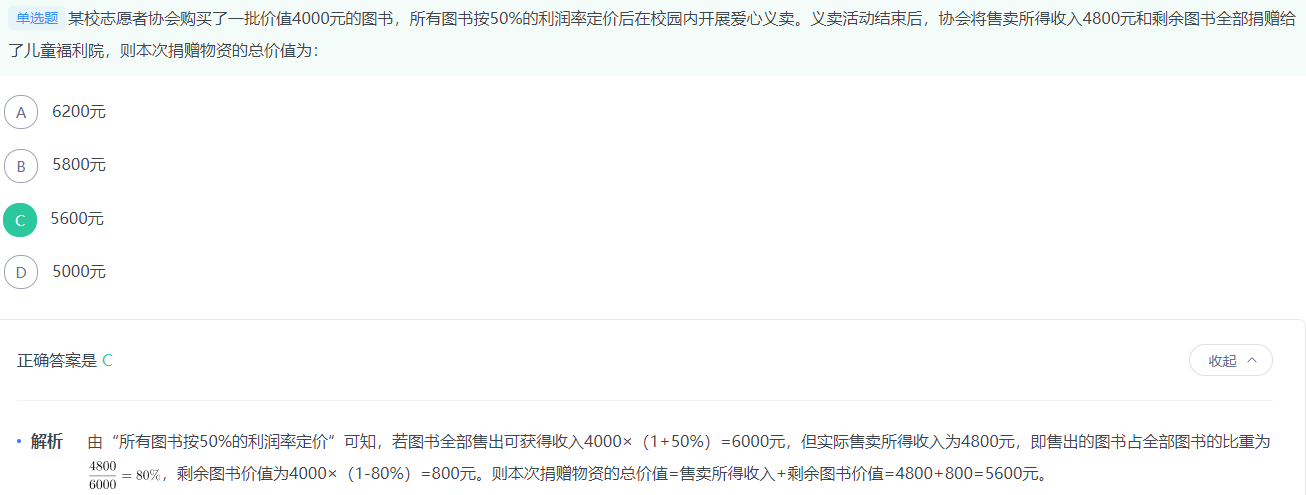 单选题 某校志愿者协会购买了一批价值4000元的图书，所有图书按50%的利润率定价后在校园内开展爱心义卖。义卖活动结束后，协会将售卖所得收入4800元和剩余图书全部捐赠给
了儿童福利院，则本次捐赠物资的总价值为：
A 6200元
B 5800元
C 5600元
D 5000元
正确答案是 C
收起
• 解析 由“所有图书按50%的利润率定价”可知，若图书全部售出可获得收入4000×（1+50%）=6000元，但实际售卖所得收入为4800元，即售出的图书占全部图书的比重为
4800/6000=80%，剩余图书价值为4000×（1-80%）=800元。则本次捐赠物资的总价值=售卖所得收入+剩余图书价值=4800+800=5600元。